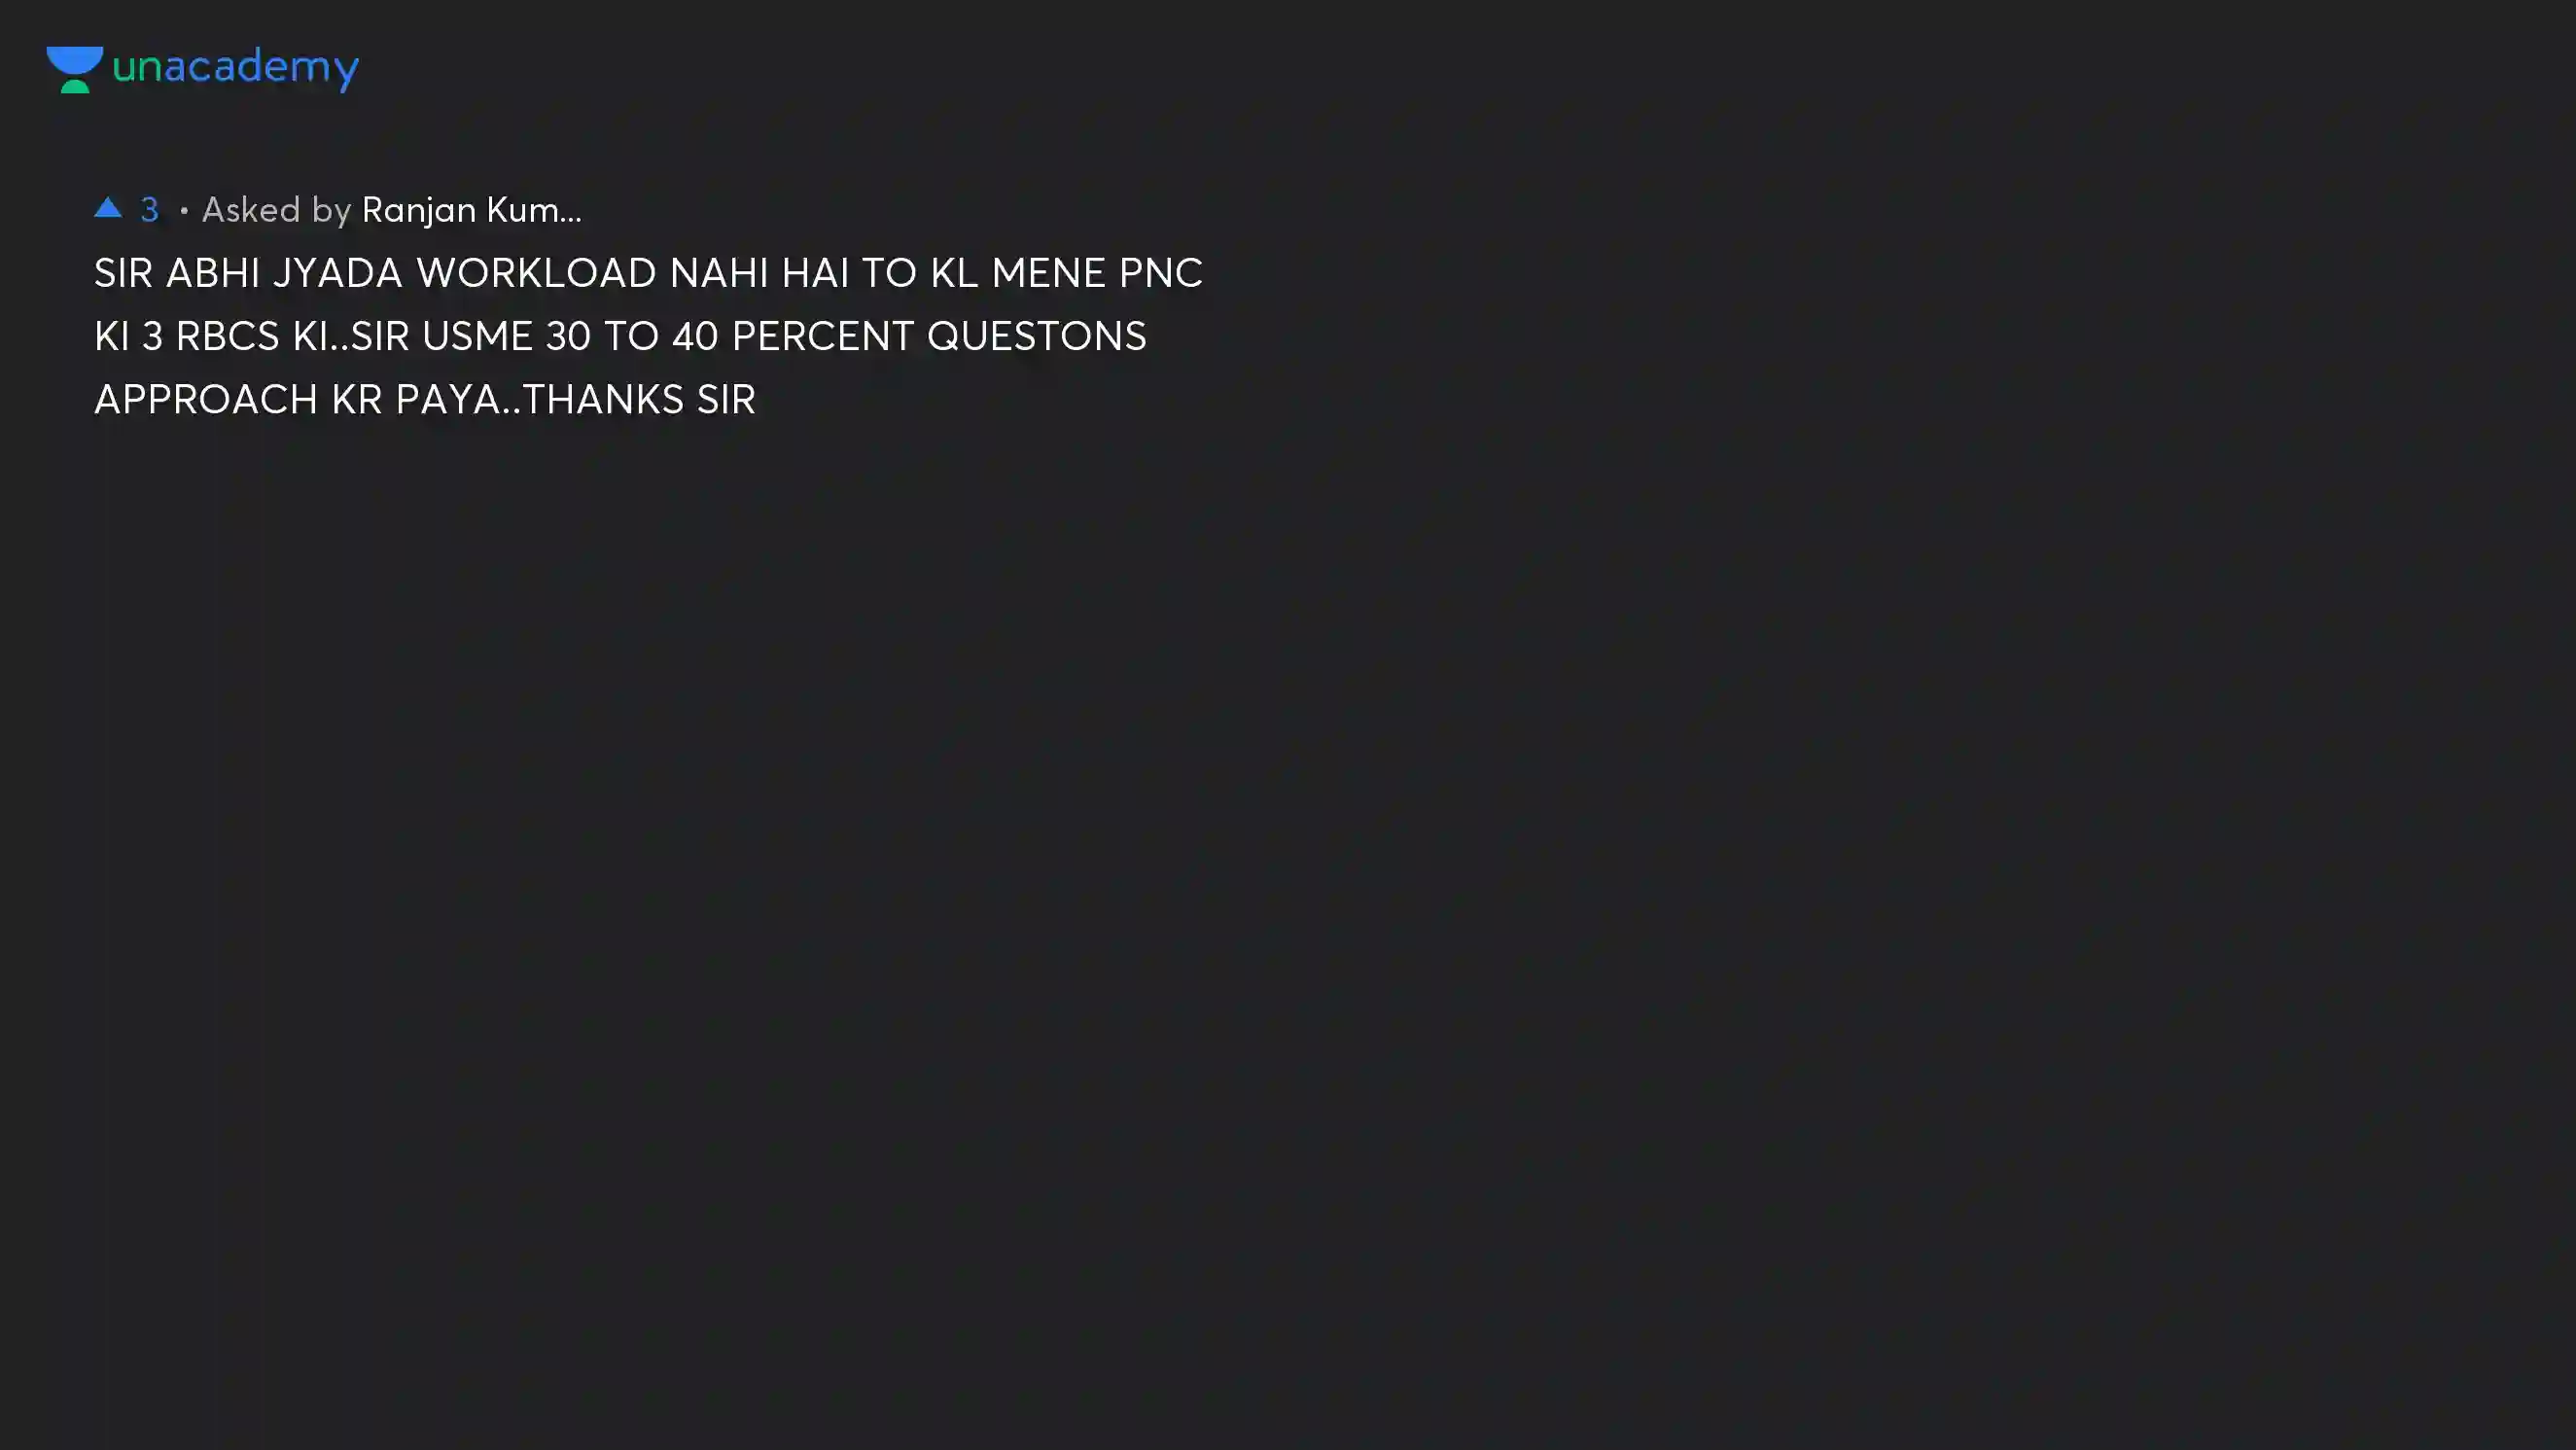 unacademy
▲ 3 • Asked by Ranjan Kum...
SIR ABHI JYADA WORKLOAD NAHI HAI TO KL MENE PNC
KI 3 RBCS KI..SIR USME 30 TO 40 PERCENT QUESTONS
APPROACH KR PAYA..THANKS SIR